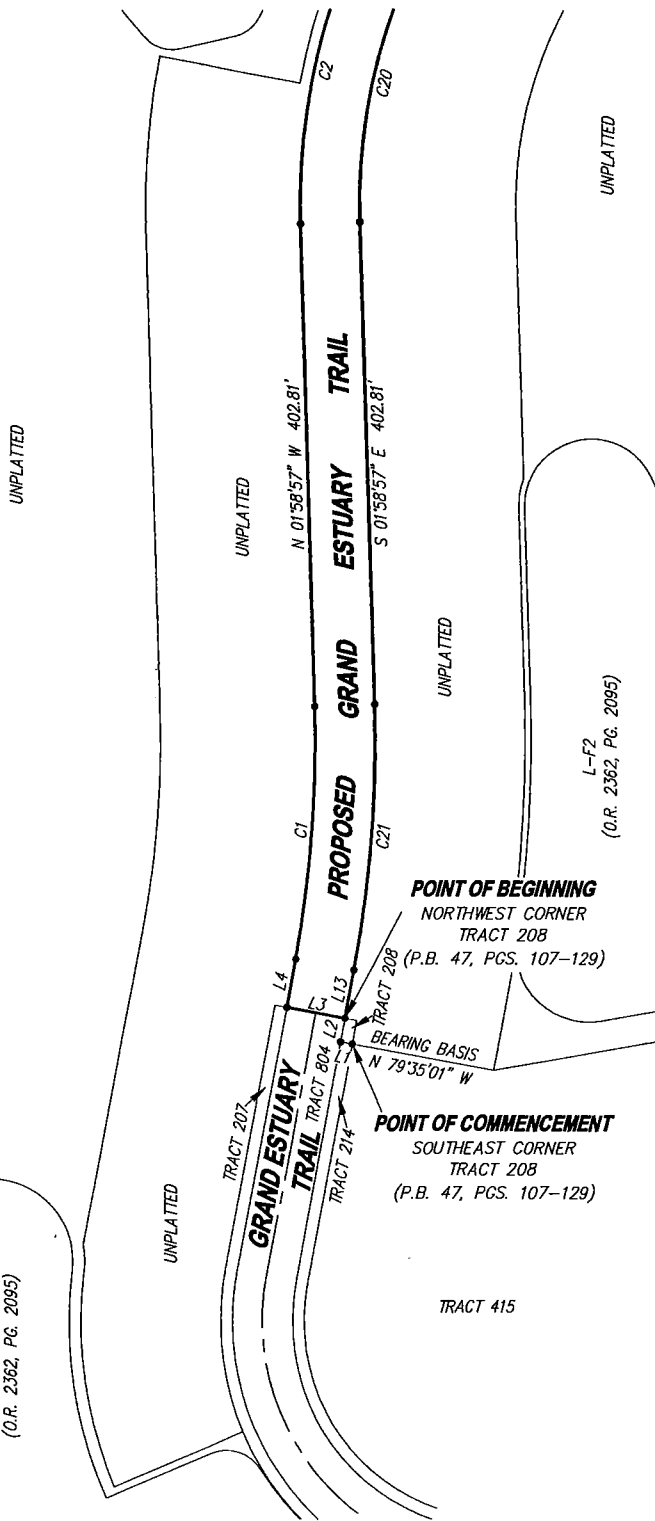 C2
C20
UNPLATTED
UNPLATTED
UNPLATTED
N 01°58'57" W 402.81'
PROPOSED GRAND ESTUARY TRAIL
S 01°58'57" E 402.81'
UNPLATTED
L-F2
(O.R. 2362, PG. 2095)
C1
C21
POINT OF BEGINNING
NORTHWEST CORNER
TRACT 208
(P.B. 47, PGS. 107-129)
L4
L3
L13
TRACT 208
L2
L1
BEARING BASIS
N 79°35'01" W
POINT OF COMMENCEMENT
SOUTHEAST CORNER
TRACT 208
(P.B. 47, PGS. 107-129)
TRACT 207
GRAND ESTUARY
TRAIL
TRACT 804
TRACT 214
UNPLATTED
TRACT 415
(O.R. 2362, PG. 2095)